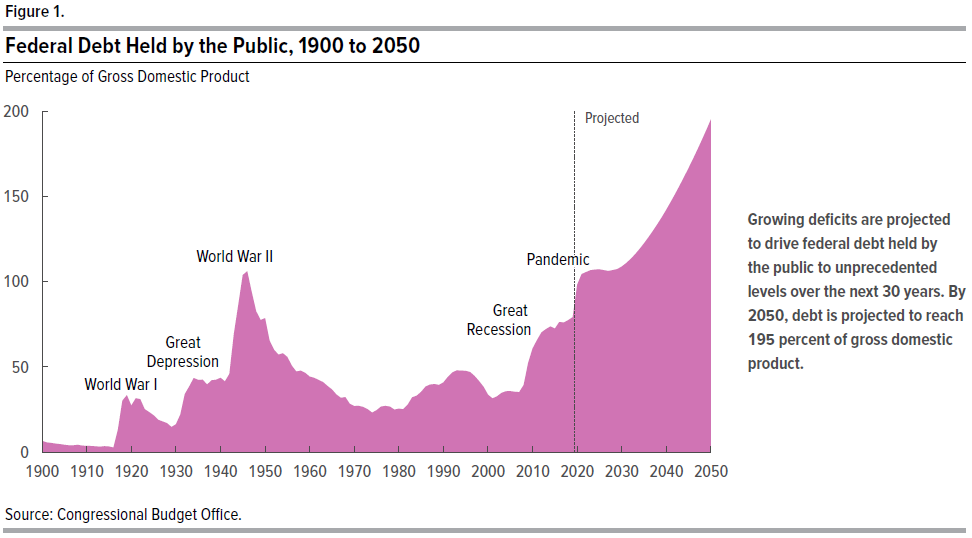 Figure 1.
Federal Debt Held by the Public, 1900 to 2050
Percentage of Gross Domestic Product
200
150
100
50
0
Projected
Pandemic
World War II
Great
Recession
Great
Depression
World War I
1900 1910 1920 1930 1940 1950 1960 1970 1980 1990 2000 2010 2020 2030 2040 2050
Growing deficits are projected
to drive federal debt held by
the public to unprecedented
levels over the next 30 years. By
2050, debt is projected to reach
195 percent of gross domestic
product.
Source: Congressional Budget Office.